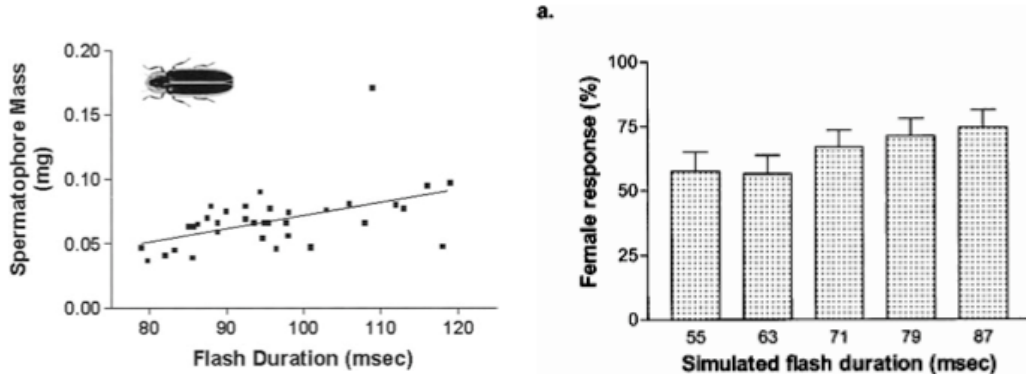 Spermatophore Mass
(mg)
0.20
0.15
0.10
0.05
0.00
80 90 100 110 120
Flash Duration (msec)
a.
Female response (%)
100
75
50
25
0
55 63 71 79 87
Simulated flash duration (msec)